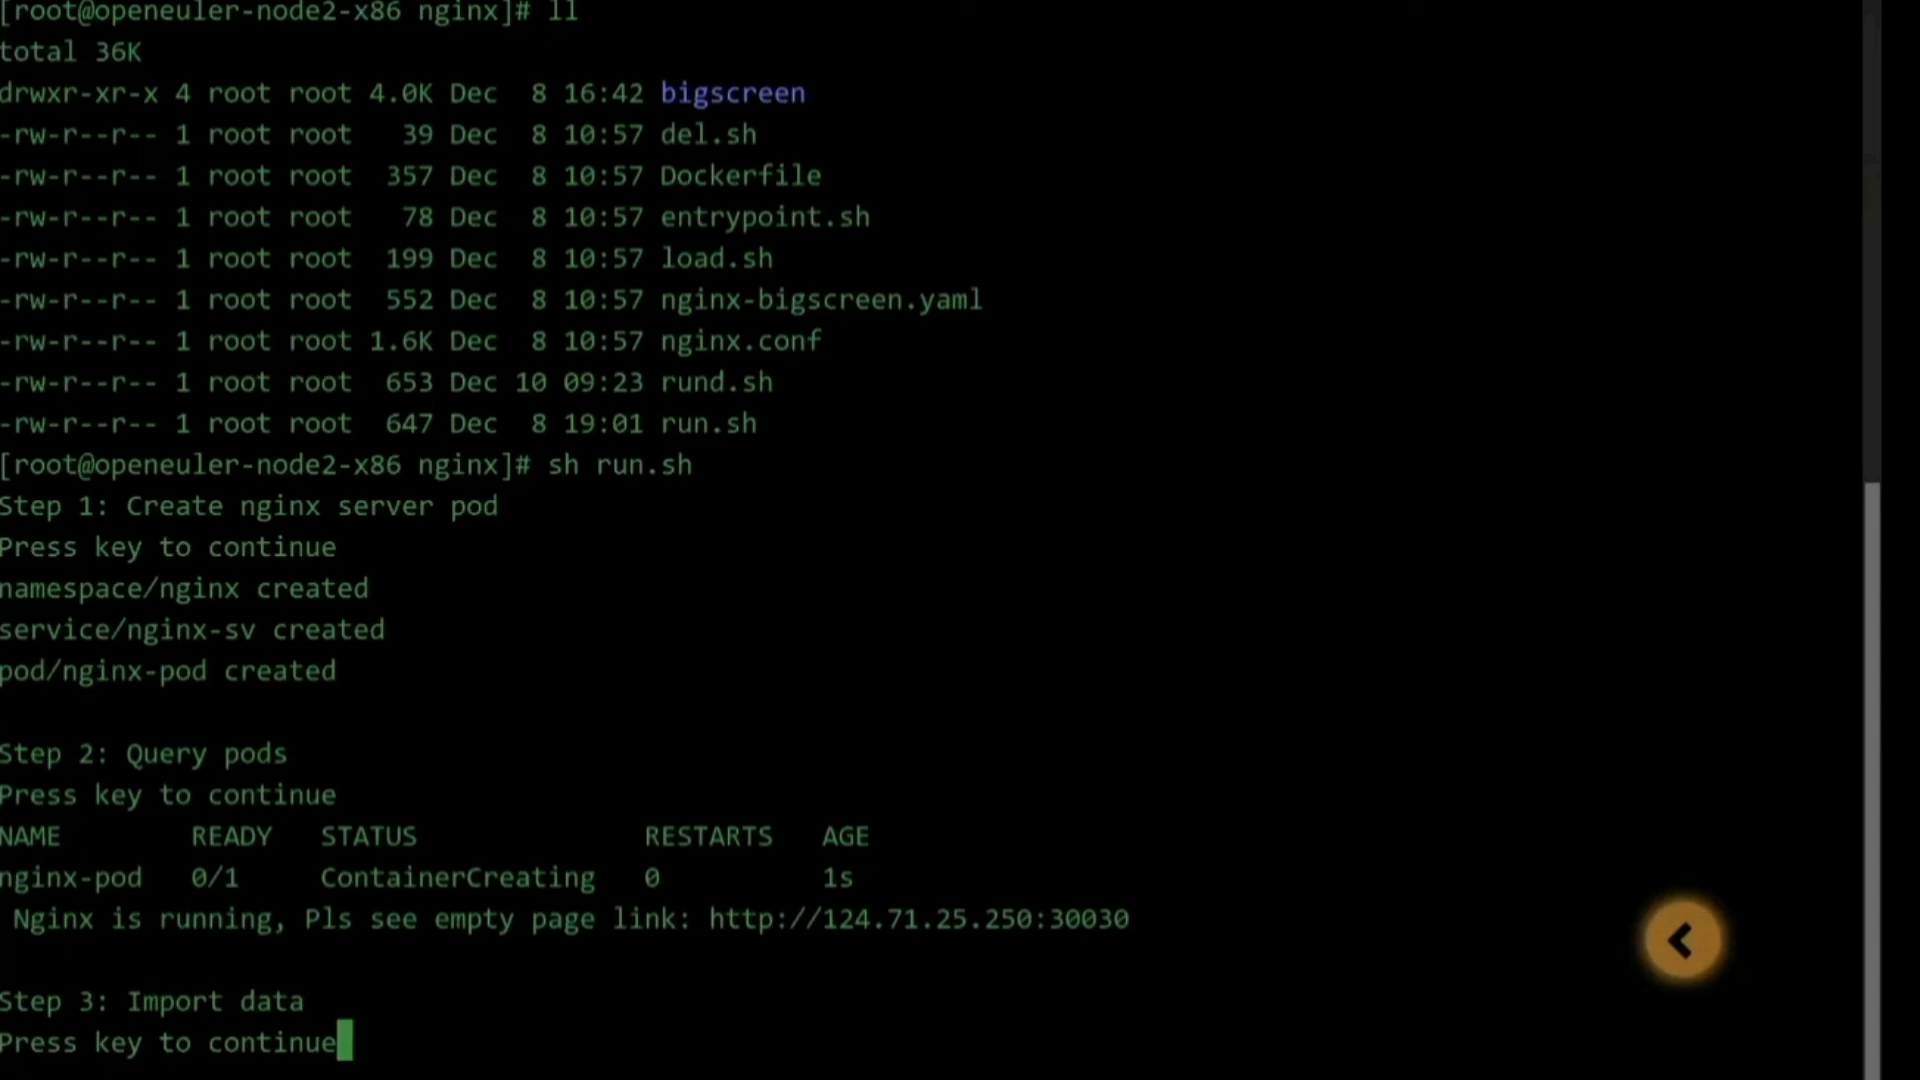 [root@openeuler-node2-x86 nginx]# ll
total 36K
drwxr-xr-x 4 root root 4.0K Dec  8 16:42 bigscreen
-rw-r--r-- 1 root root   39 Dec  8 10:57 del.sh
-rw-r--r-- 1 root root  357 Dec  8 10:57 Dockerfile
-rw-r--r-- 1 root root   78 Dec  8 10:57 entrypoint.sh
-rw-r--r-- 1 root root  199 Dec  8 10:57 load.sh
-rw-r--r-- 1 root root  552 Dec  8 10:57 nginx-bigscreen.yaml
-rw-r--r-- 1 root root 1.6K Dec  8 10:57 nginx.conf
-rw-r--r-- 1 root root  653 Dec 10 09:23 rund.sh
-rw-r--r-- 1 root root  647 Dec  8 19:01 run.sh
[root@openeuler-node2-x86 nginx]# sh run.sh
Step 1: Create nginx server pod
Press key to continue
namespace/nginx created
service/nginx-sv created
pod/nginx-pod created
Step 2: Query pods
Press key to continue
NAME        READY   STATUS              RESTARTS   AGE
nginx-pod   0/1     ContainerCreating   0          1s
 Nginx is running, Pls see empty page link: http://124.71.25.250:30030
Step 3: Import data
Press key to continue